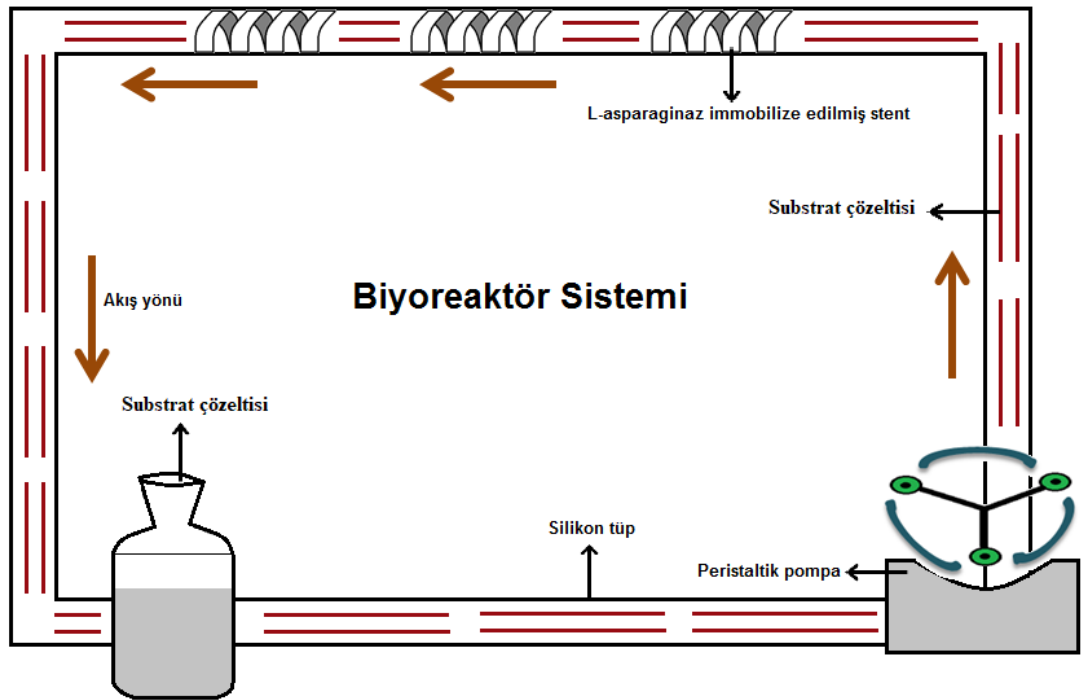 L-asparaginaz immobilize edilmiş stent
Substrat çözeltisi
Biyoreaktör Sistemi
Akış yönü
Substrat çözeltisi
Silikon tüp
Peristaltik pompa